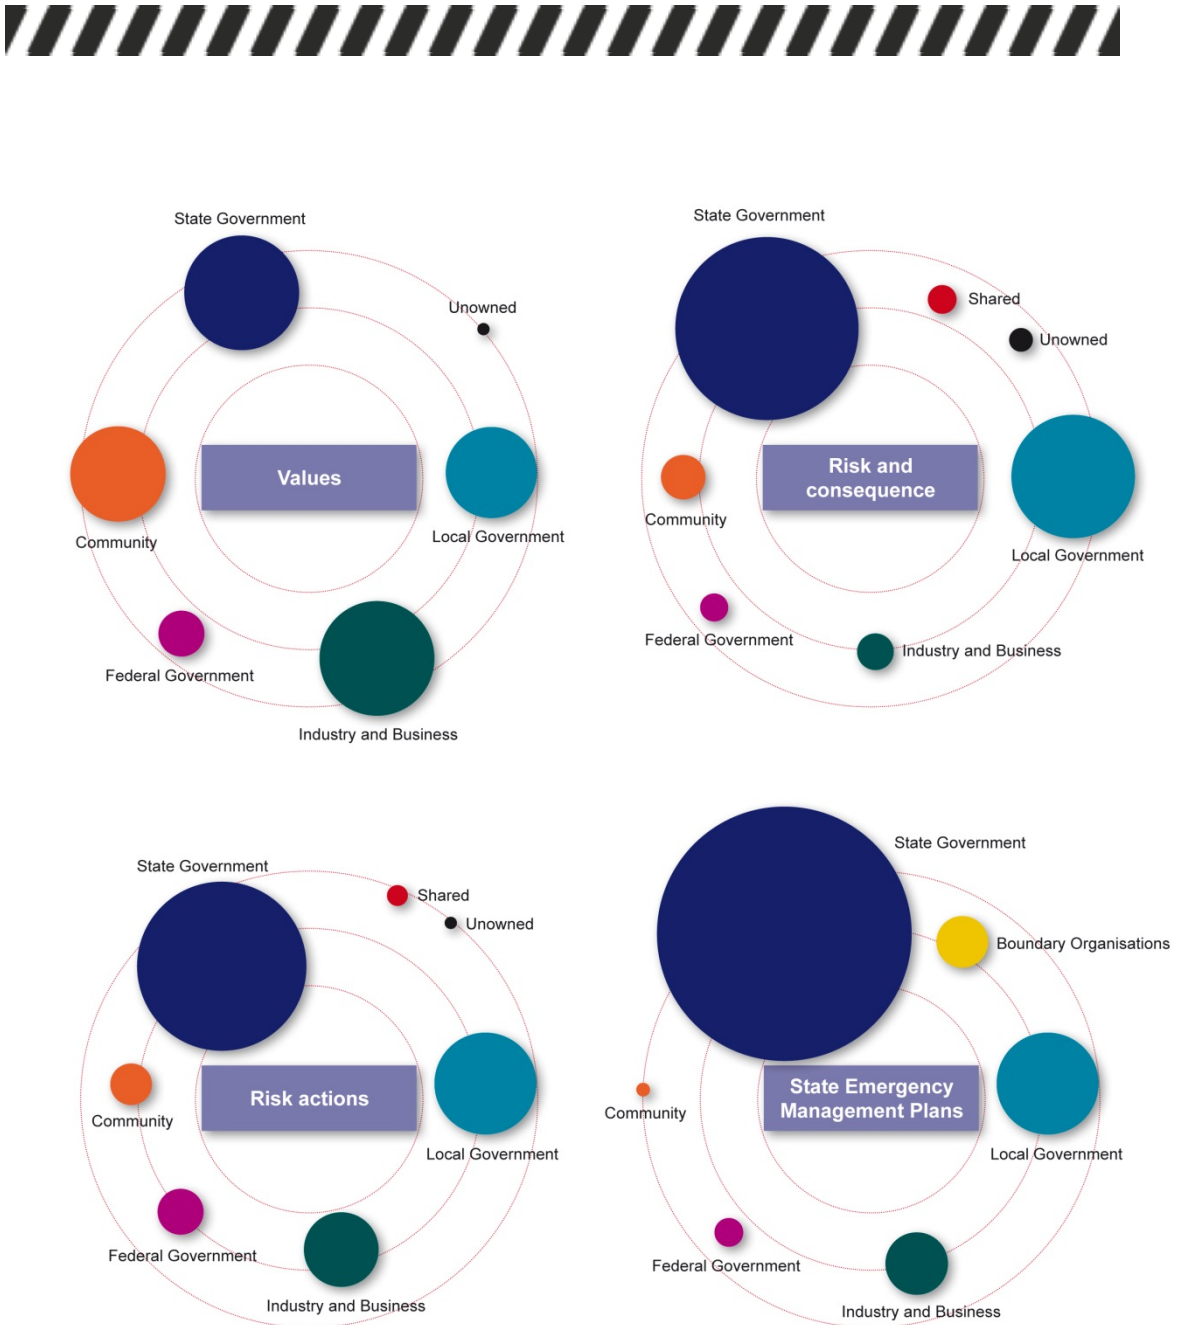 State Government
Unowned
Values
Community
Local Government
Federal Government
Industry and Business
State Government
Shared
Unowned
Risk and
consequence
Community
Local Government
Federal Government
Industry and Business
State Government
Shared
Unowned
Risk actions
Community
Local Government
Federal Government
Industry and Business
State Government
Boundary Organisations
State Emergency
Management Plans
Community
Local Government
Federal Government
Industry and Business